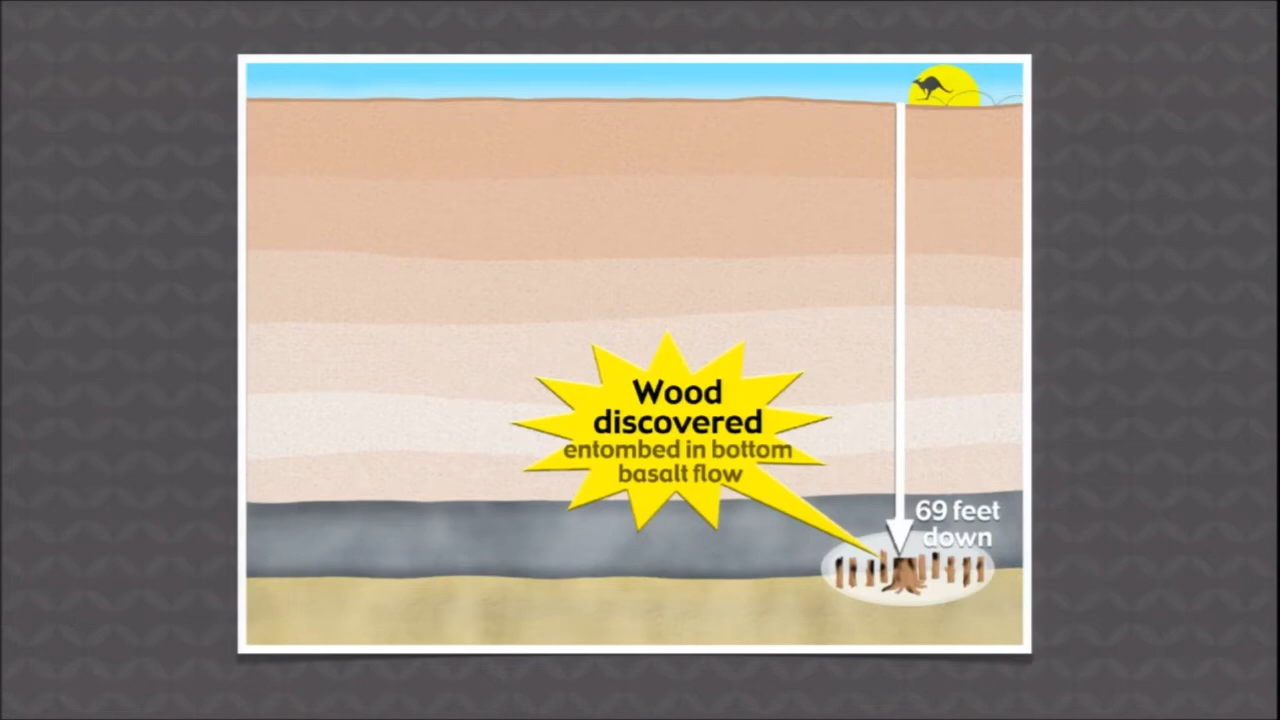 Wood
discovered
entombed in bottom
basalt flow
69 feet
down